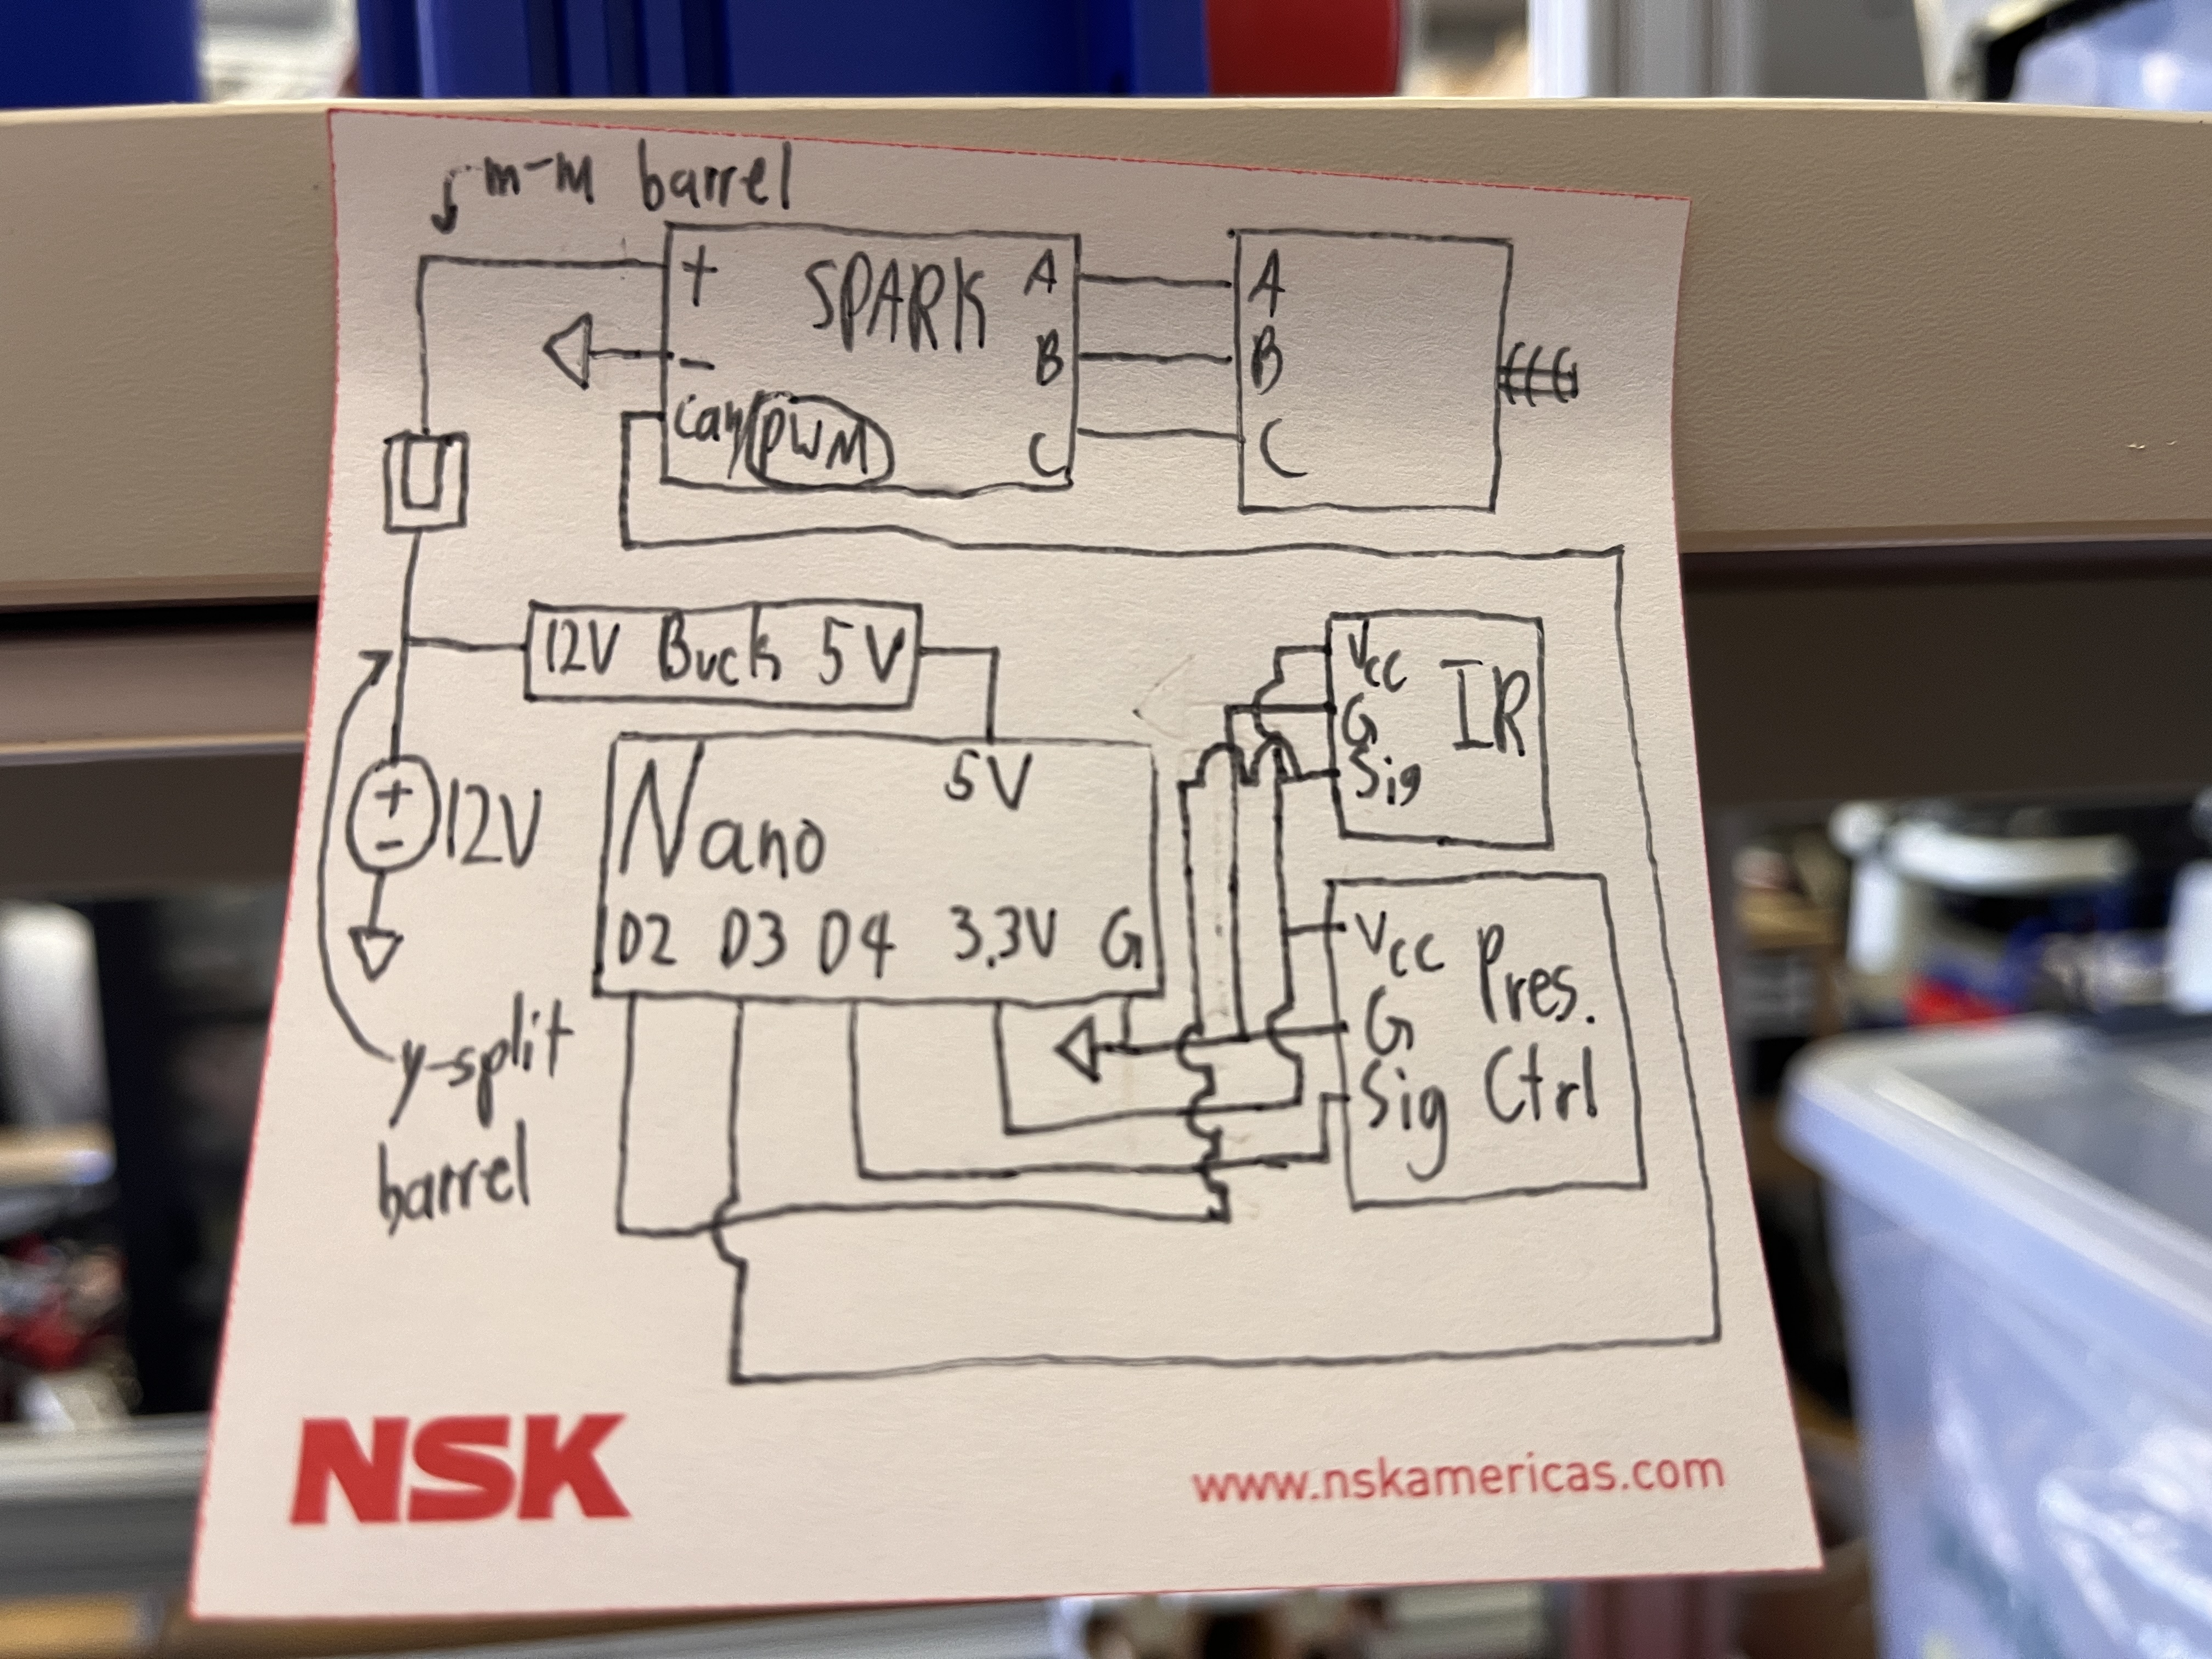 m-m barrel
+ SPARK A
- B
can/PWM C
A
B
C
12V Buck 5V
Vcc IR
G
Sig
5V
Nano
D2 D3 D4 3.3V G
+
- 12V
Vcc Pres.
G Ctrl
Sig
y-split
barrel
NSK
www.nskamericas.com